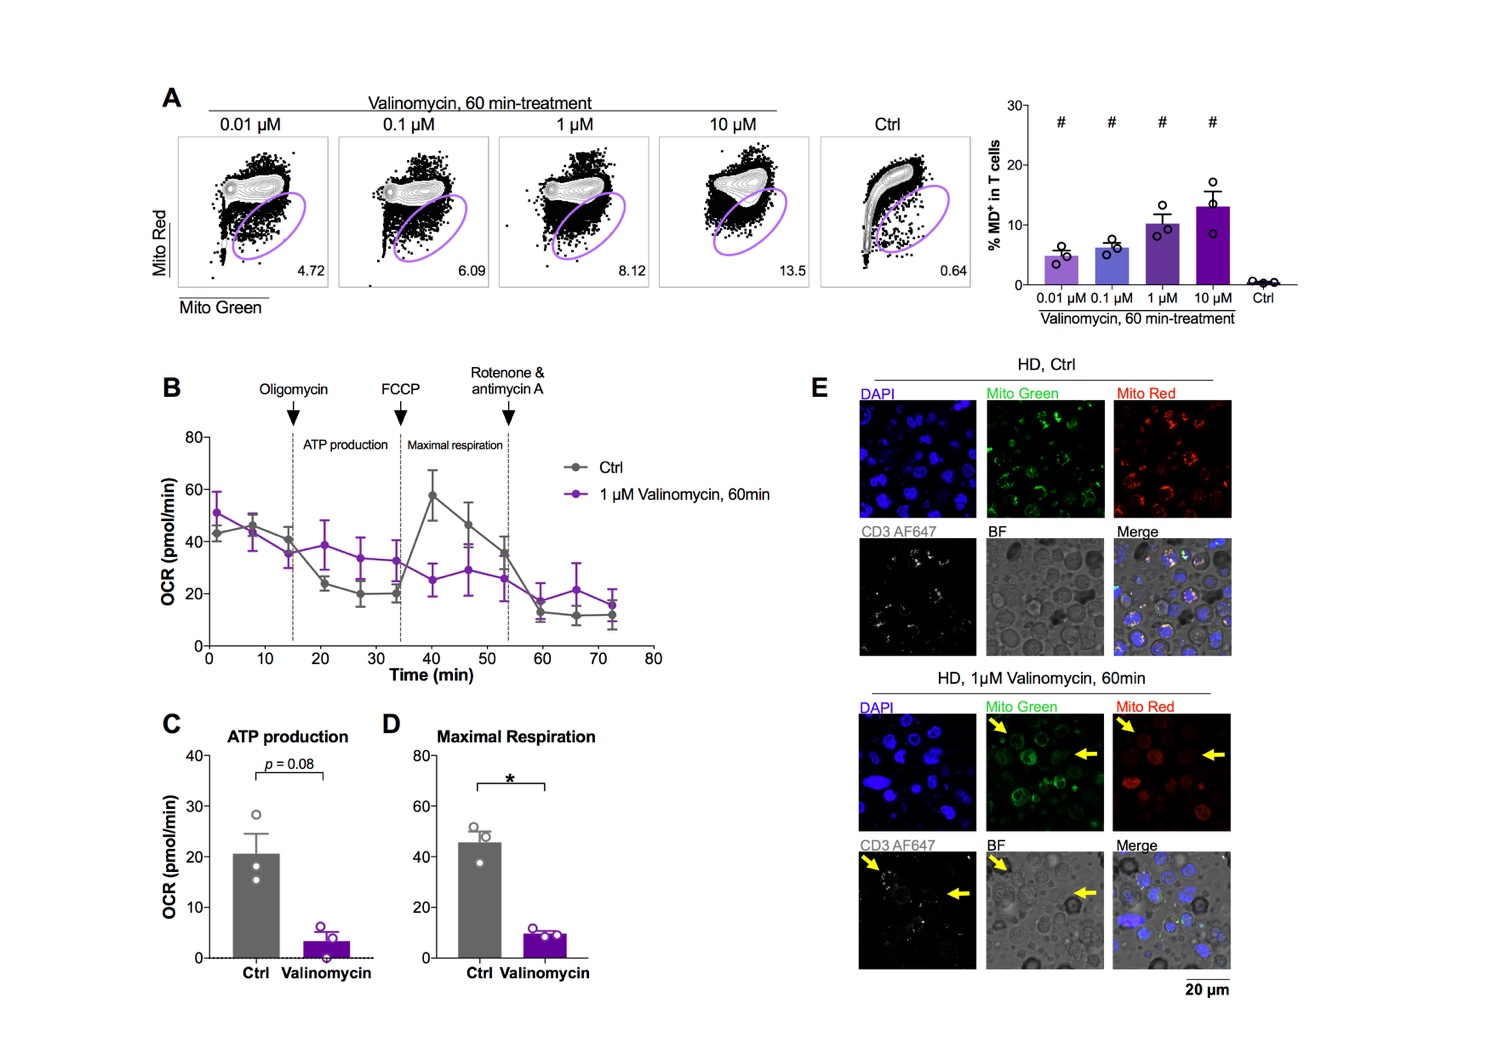 A
Valinomycin, 60 min-treatment
0.01 µM 0.1 µM 1 µM 10 µM Ctrl
Mito Red
4.72 6.09 8.12 13.5 0.64
Mito Green
% MD⁺ in T cells
30
20
10
0
# # # #
0.01 µM 0.1 µM 1 µM 10 µM Ctrl
Valinomycin, 60 min-treatment
B
Oligomycin FCCP Rotenone &
antimycin A
ATP production Maximal respiration
OCR (pmol/min)
80
60
40
20
0
0 10 20 30 40 50 60 70 80
Time (min)
Ctrl
1 µM Valinomycin, 60min
C
ATP production
p = 0.08
OCR (pmol/min)
40
30
20
10
0
Ctrl Valinomycin
D
Maximal Respiration
*
80
60
40
20
0
Ctrl Valinomycin
E
HD, Ctrl
DAPI Mito Green Mito Red
CD3 AF647 BF Merge
HD, 1µM Valinomycin, 60min
DAPI Mito Green Mito Red
CD3 AF647 BF Merge
20 µm